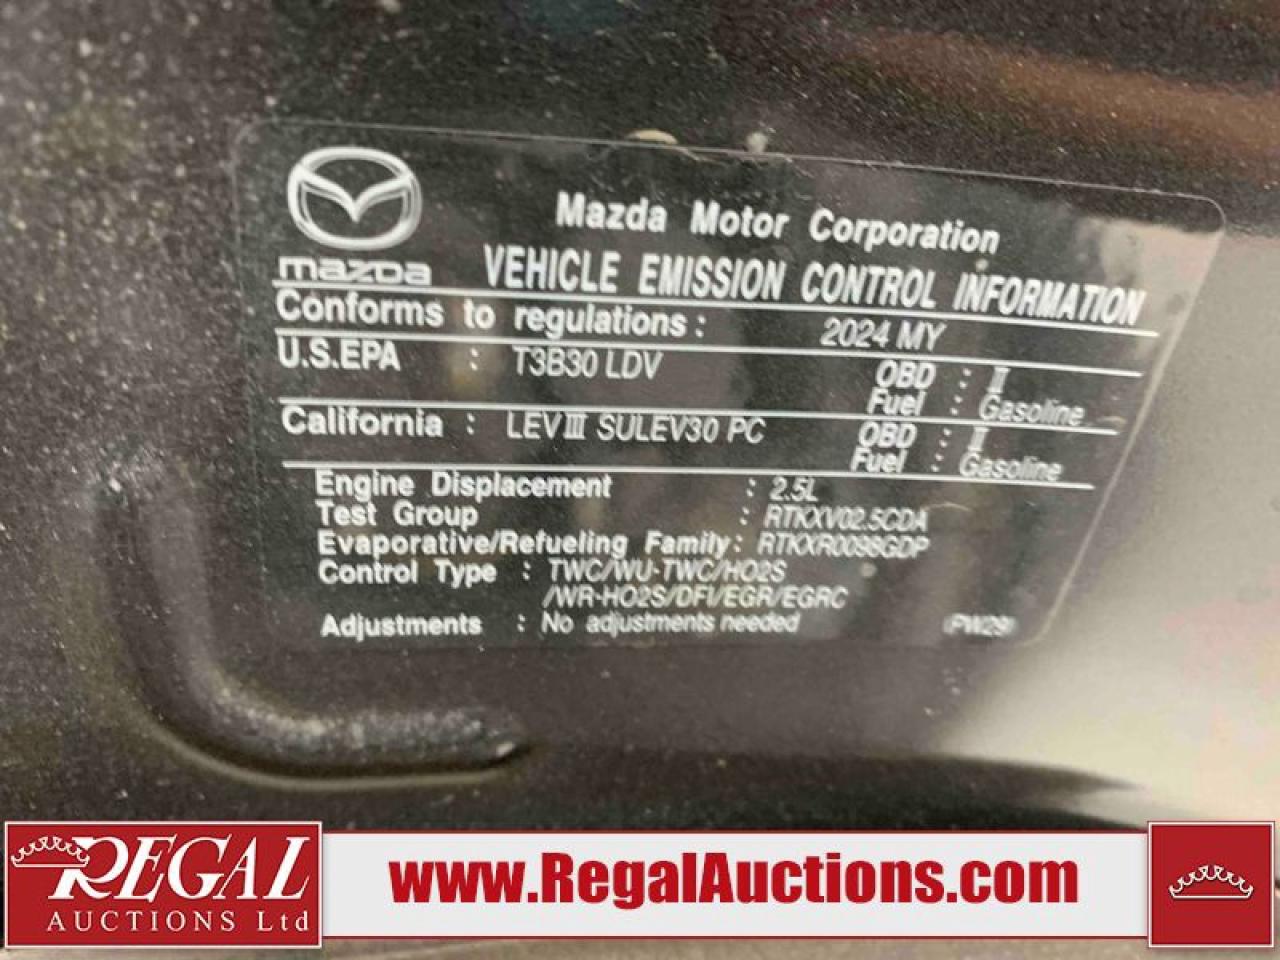 mazda
Mazda Motor Corporation
VEHICLE EMISSION CONTROL INFORMATION
Conforms to regulations : 2024 MY
U.S.EPA : T3B30 LDV OBD : II
Fuel : Gasoline
California : LEV III SULEV30 PC OBD : II
Fuel : Gasoline
Engine Displacement : 2.5L
Test Group : RTKXV02.5CDA
Evaporative/Refueling Family: RTKXR0098GDP
Control Type : TWC/WU-TWC/HO2S
/WR-HO2S/DFI/EGR/EGRC
Adjustments : No adjustments needed (PW29)
REGAL
AUCTIONS Ltd
www.RegalAuctions.com